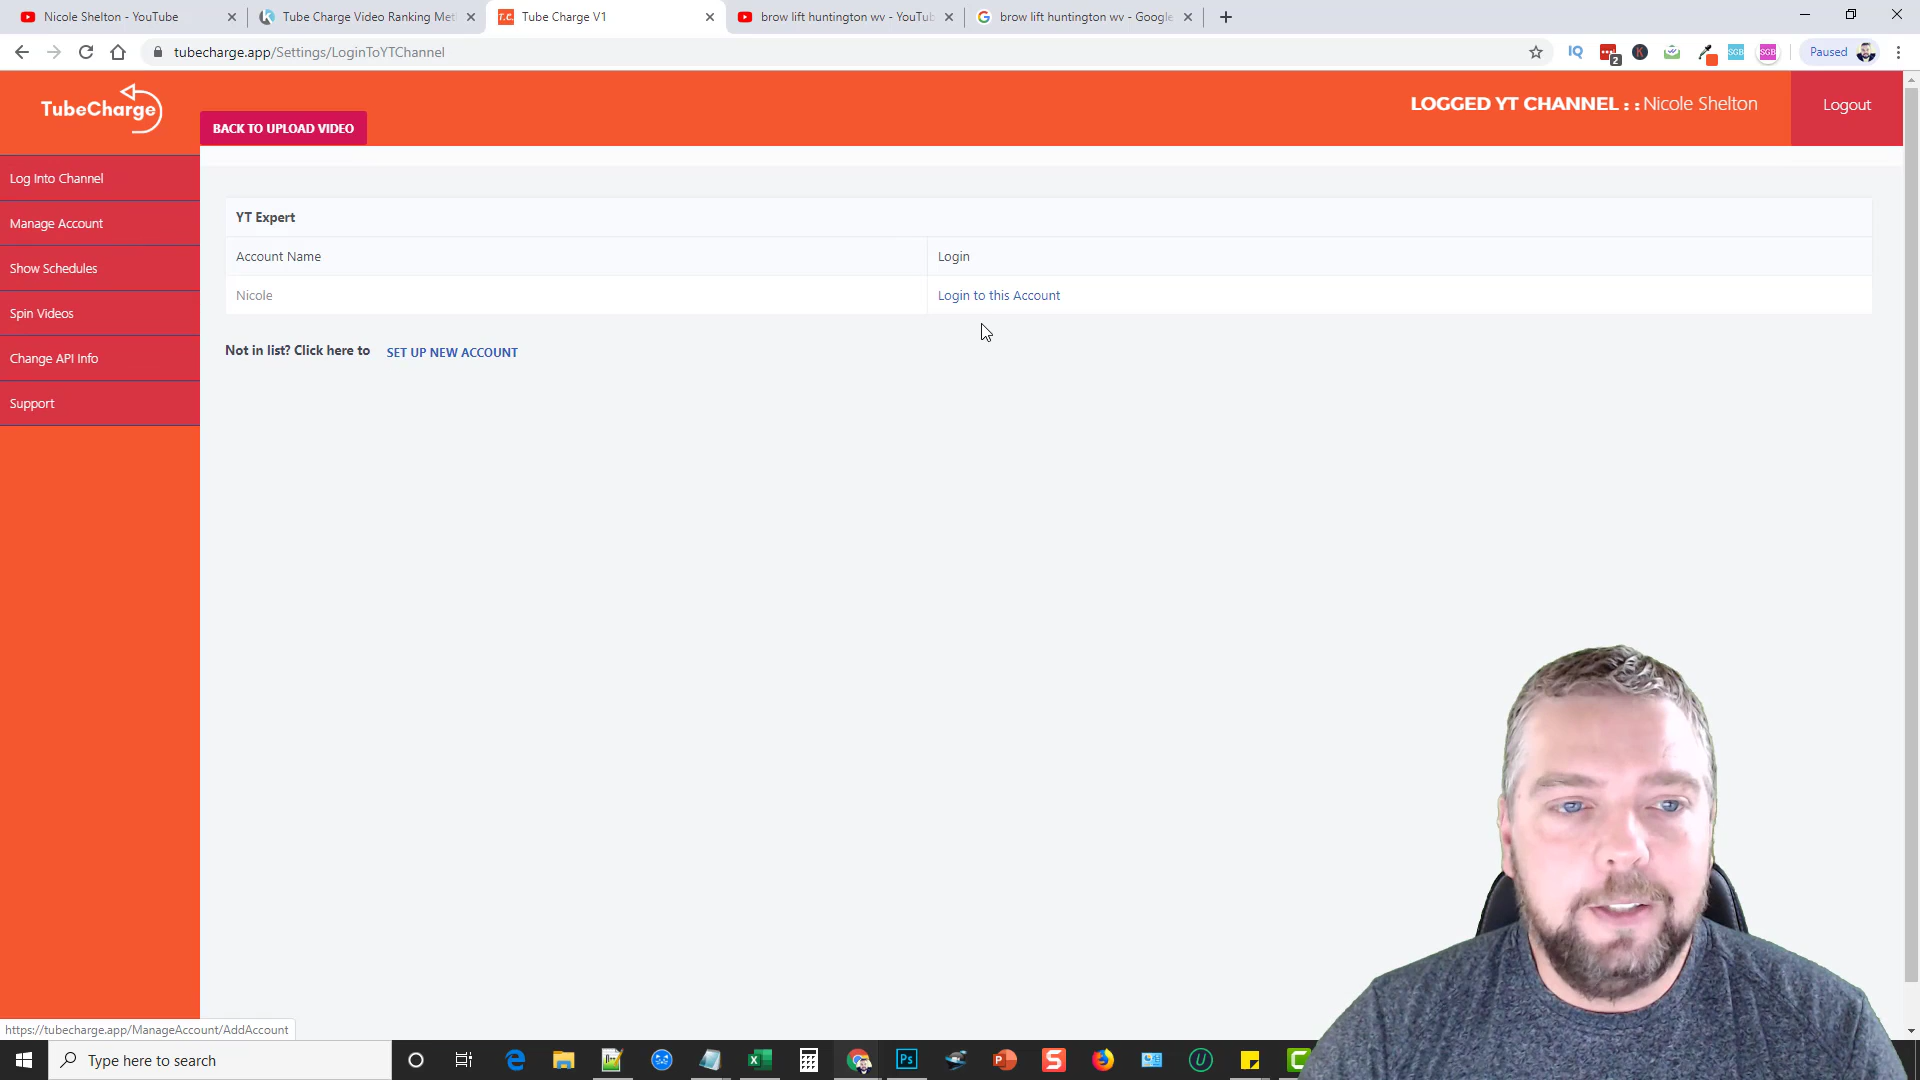 Nicole Shelton - YouTube
Tube Charge Video Ranking Met
Tube Charge V1
brow lift huntington wv - YouTub
brow lift huntington wv - Google
tubecharge.app/Settings/LoginToYTChannel
IQ
2
K
SGB
SGB
Paused
TubeCharge
BACK TO UPLOAD VIDEO
LOGGED YT CHANNEL : : Nicole Shelton
Logout
Log Into Channel
Manage Account
Show Schedules
Spin Videos
Change API Info
Support
YT Expert
Account Name
Login
Nicole
Login to this Account
Not in list? Click here to
SET UP NEW ACCOUNT
https://tubecharge.app/ManageAccount/AddAccount
Type here to search